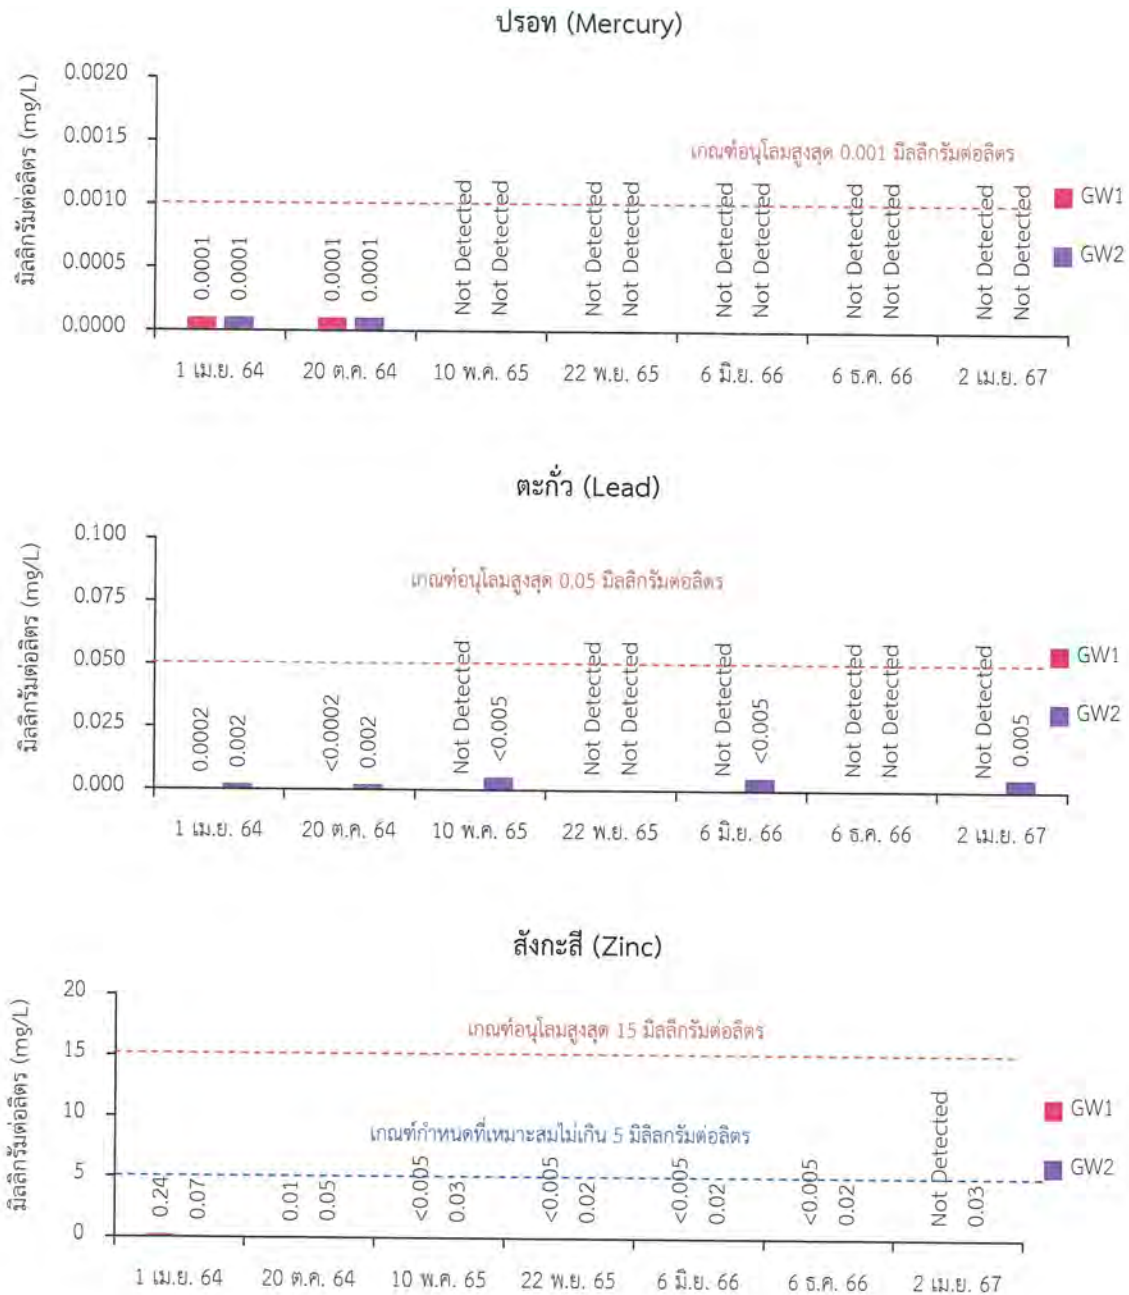 ปรอท (Mercury)
มิลลิกรัมต่อลิตร (mg/L)
0.0020
0.0015
0.0010
0.0005
0.0000
เกณฑ์อนุโลมสูงสุด 0.001 มิลลิกรัมต่อลิตร
0.0001 0.0001 0.0001 0.0001 Not Detected Not Detected Not Detected Not Detected Not Detected Not Detected Not Detected Not Detected Not Detected Not Detected
GW1
GW2
1 เม.ย. 64 20 ต.ค. 64 10 พ.ค. 65 22 พ.ย. 65 6 มิ.ย. 66 6 ธ.ค. 66 2 เม.ย. 67
ตะกั่ว (Lead)
มิลลิกรัมต่อลิตร (mg/L)
0.100
0.075
0.050
0.025
0.000
เกณฑ์อนุโลมสูงสุด 0.05 มิลลิกรัมต่อลิตร
0.0002 0.002 <0.0002 0.002 Not Detected <0.005 Not Detected Not Detected Not Detected <0.005 Not Detected Not Detected Not Detected 0.005
GW1
GW2
1 เม.ย. 64 20 ต.ค. 64 10 พ.ค. 65 22 พ.ย. 65 6 มิ.ย. 66 6 ธ.ค. 66 2 เม.ย. 67
สังกะสี (Zinc)
มิลลิกรัมต่อลิตร (mg/L)
20
15
10
5
0
เกณฑ์อนุโลมสูงสุด 15 มิลลิกรัมต่อลิตร
เกณฑ์กำหนดที่เหมาะสมไม่เกิน 5 มิลิลกรัมต่อลิตร
0.24 0.07 0.01 0.05 <0.005 0.03 <0.005 0.02 <0.005 0.02 <0.005 0.02 Not Detected 0.03
GW1
GW2
1 เม.ย. 64 20 ต.ค. 64 10 พ.ค. 65 22 พ.ย. 65 6 มิ.ย. 66 6 ธ.ค. 66 2 เม.ย. 67